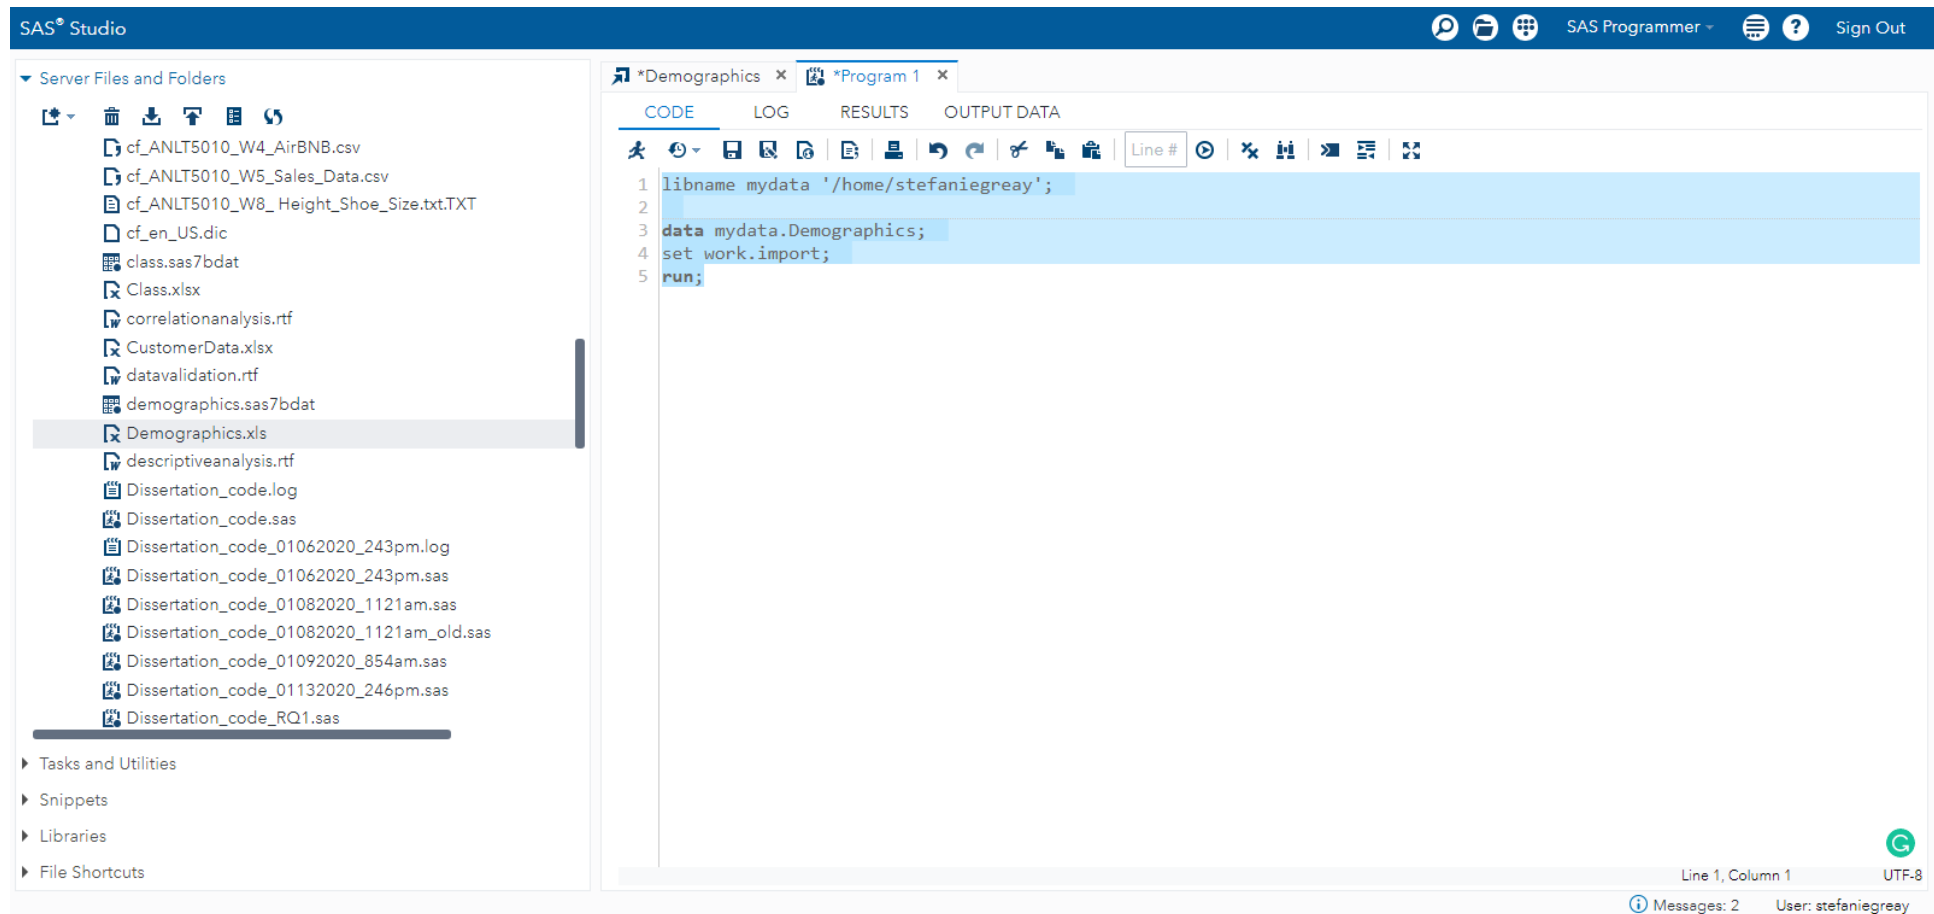 SAS® Studio
SAS Programmer
Sign Out
Server Files and Folders
cf_ANLT5010_W4_AirBNB.csv
cf_ANLT5010_W5_Sales_Data.csv
cf_ANLT5010_W8_ Height_Shoe_Size.txt.TXT
cf_en_US.dic
class.sas7bdat
Class.xlsx
correlationanalysis.rtf
CustomerData.xlsx
datavalidation.rtf
demographics.sas7bdat
Demographics.xls
descriptiveanalysis.rtf
Dissertation_code.log
Dissertation_code.sas
Dissertation_code_01062020_243pm.log
Dissertation_code_01062020_243pm.sas
Dissertation_code_01082020_1121am.sas
Dissertation_code_01082020_1121am_old.sas
Dissertation_code_01092020_854am.sas
Dissertation_code_01132020_246pm.sas
Dissertation_code_RQ1.sas
Tasks and Utilities
Snippets
Libraries
File Shortcuts
*Demographics
*Program 1
CODE LOG RESULTS OUTPUT DATA
Line #
1 libname mydata '/home/stefaniegreay';
2
3 data mydata.Demographics;
4 set work.import;
5 run;
Line 1, Column 1 UTF-8
Messages: 2 User: stefaniegreay